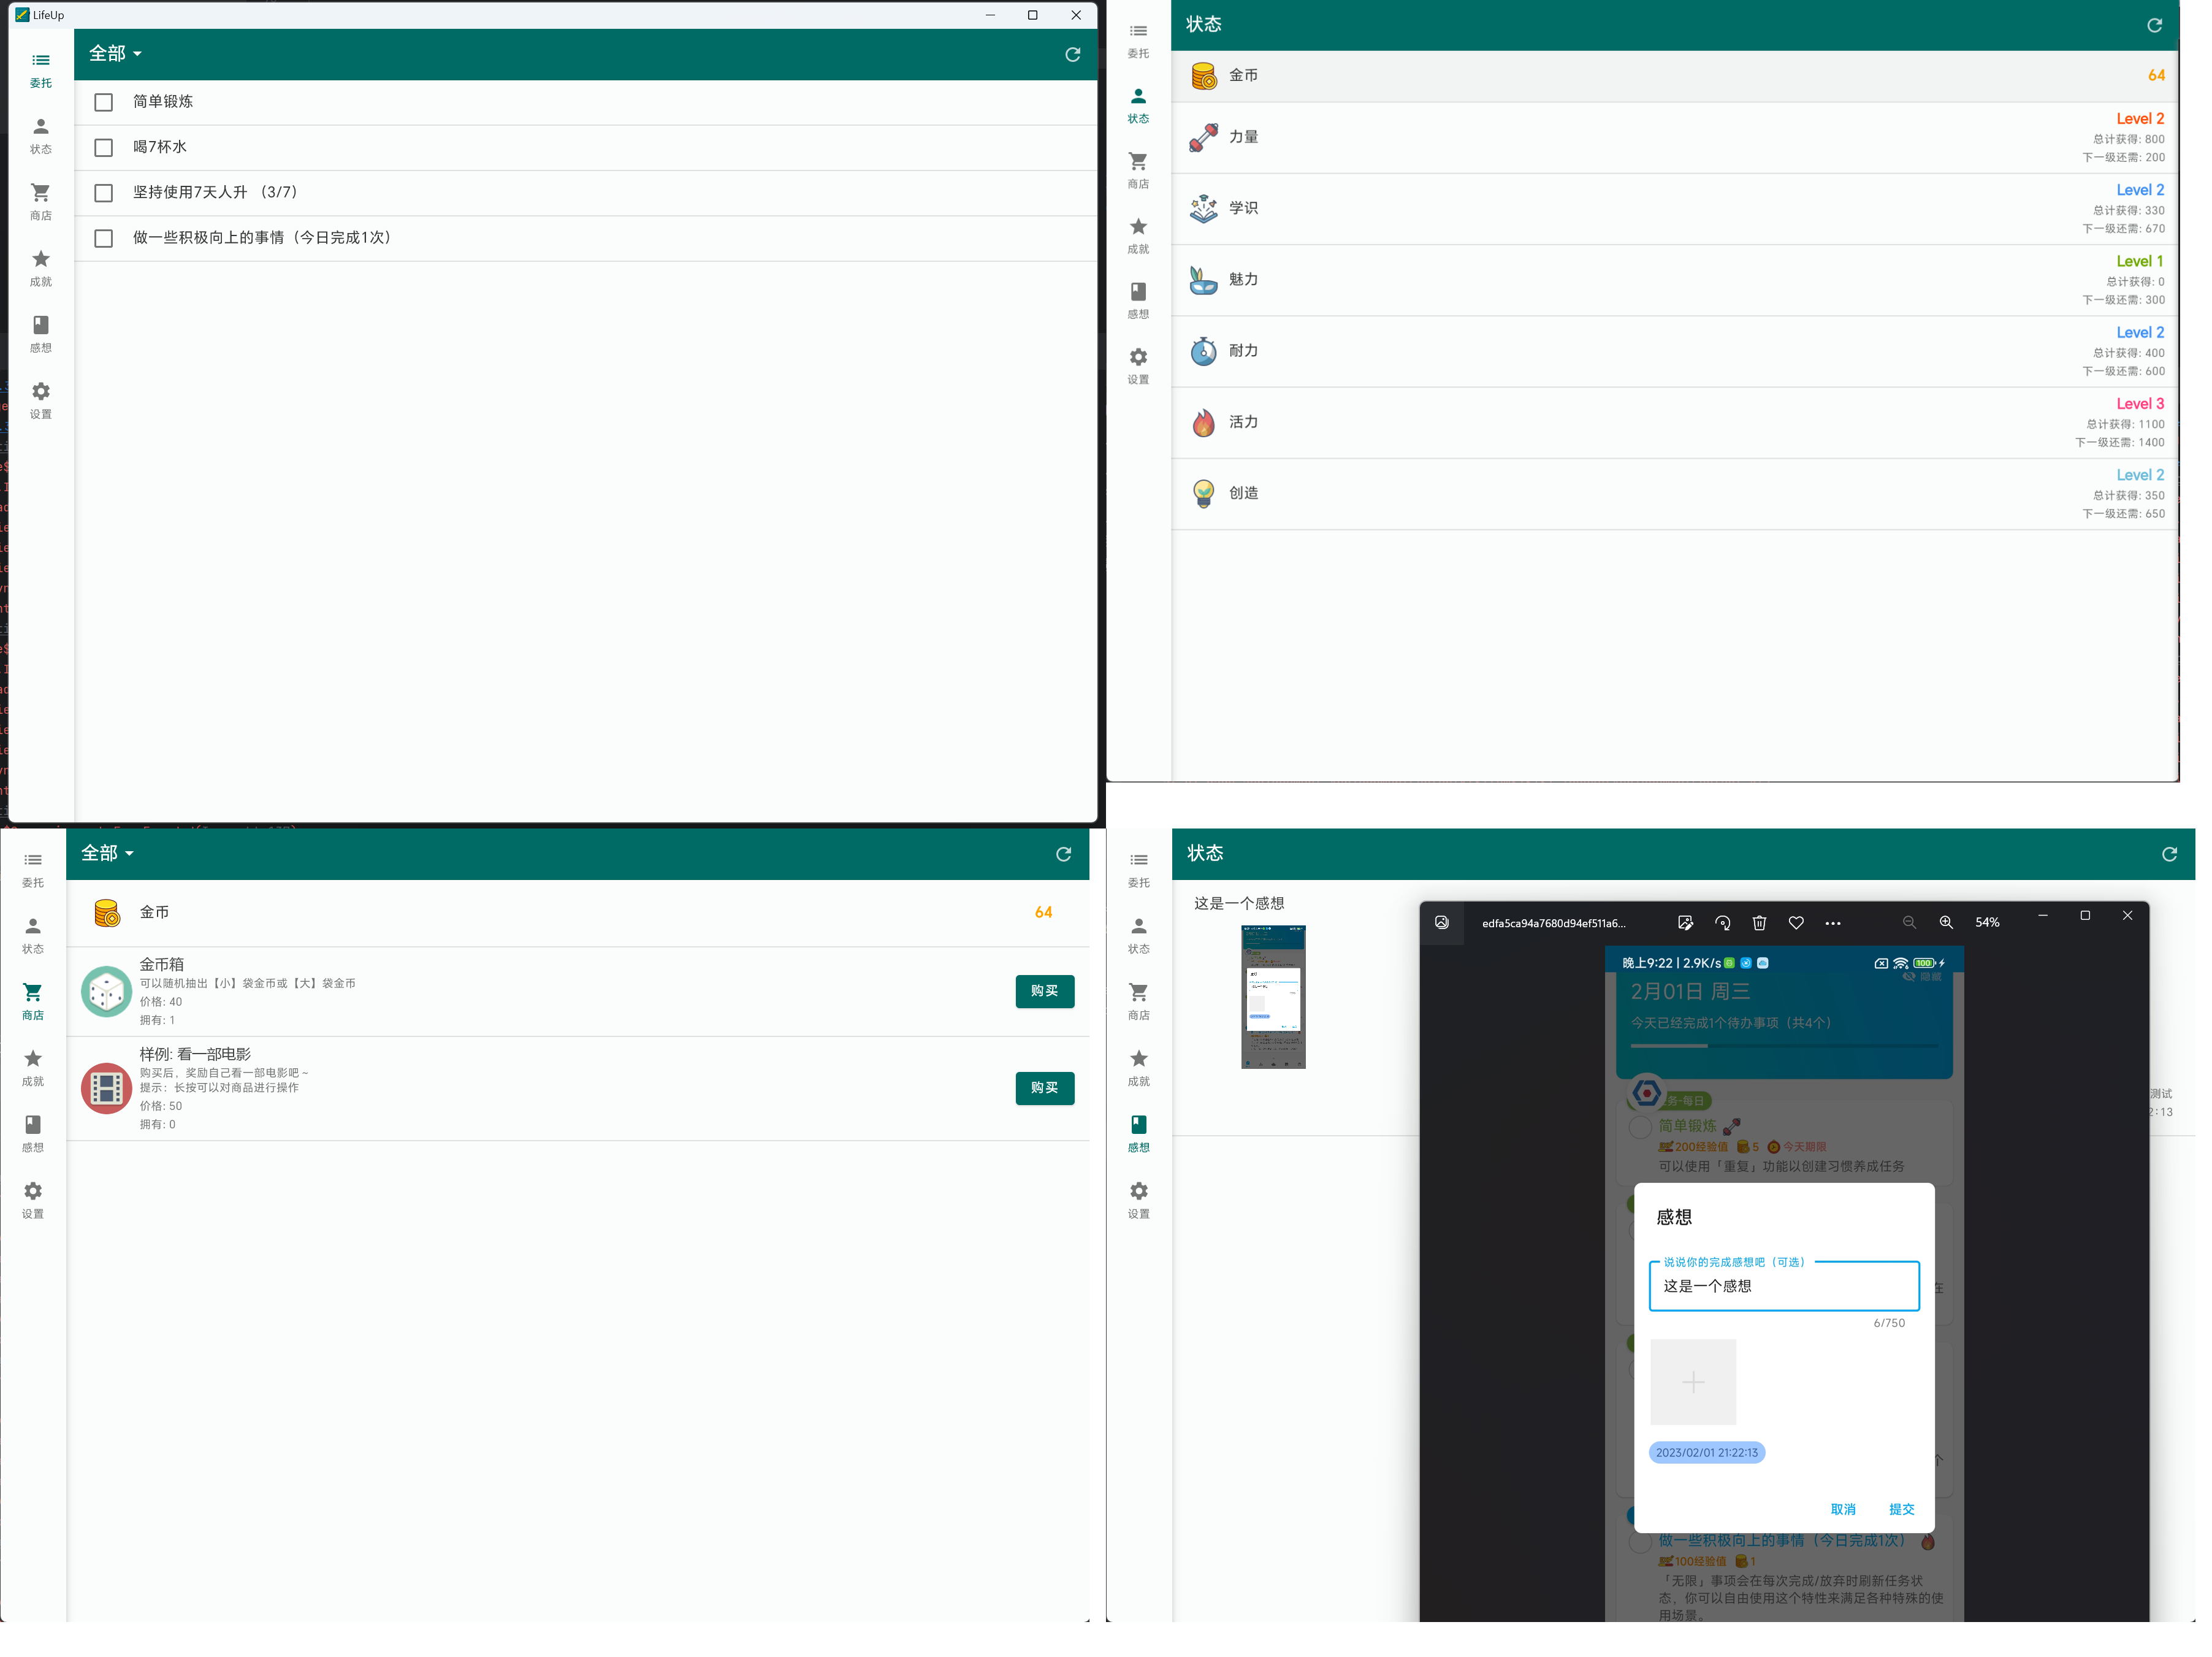 LifeUp
委托
状态
商店
成就
感想
设置
全部
简单锻炼
喝7杯水
坚持使用7天人升 （3/7）
做一些积极向上的事情（今日完成1次）
委托
状态
商店
成就
感想
设置
状态
金币
64
力量
Level 2
总计获得: 800
下一级还需: 200
学识
Level 2
总计获得: 330
下一级还需: 670
魅力
Level 1
总计获得: 0
下一级还需: 300
耐力
Level 2
总计获得: 400
下一级还需: 600
活力
Level 3
总计获得: 1100
下一级还需: 1400
创造
Level 2
总计获得: 350
下一级还需: 650
委托
状态
商店
成就
感想
设置
全部
金币
64
金币箱
可以随机抽出【小】袋金币或【大】袋金币
价格: 40
拥有: 1
购买
样例: 看一部电影
购买后，奖励自己看一部电影吧 ~
提示：长按可以对商品进行操作
价格: 50
拥有: 0
购买
委托
状态
商店
成就
感想
设置
状态
这是一个感想
测试
2:13
edfa5ca94a7680d94ef511a6...
54%
晚上9:22 | 2.9K/s
100
隐藏
2月01日 周三
今天已经完成1个待办事项（共4个）
务-每日
简单锻炼
200经验值 5 今天期限
可以使用「重复」功能以创建习惯养成任务
感想
说说你的完成感想吧（可选）
这是一个感想
在
6/750
2023/02/01 21:22:13
个
取消
提交
做一些积极向上的事情（今日完成1次）
100经验值 1
「无限」事项会在每次完成/放弃时刷新任务状
态，你可以自由使用这个特性来满足各种特殊的使
用场景。